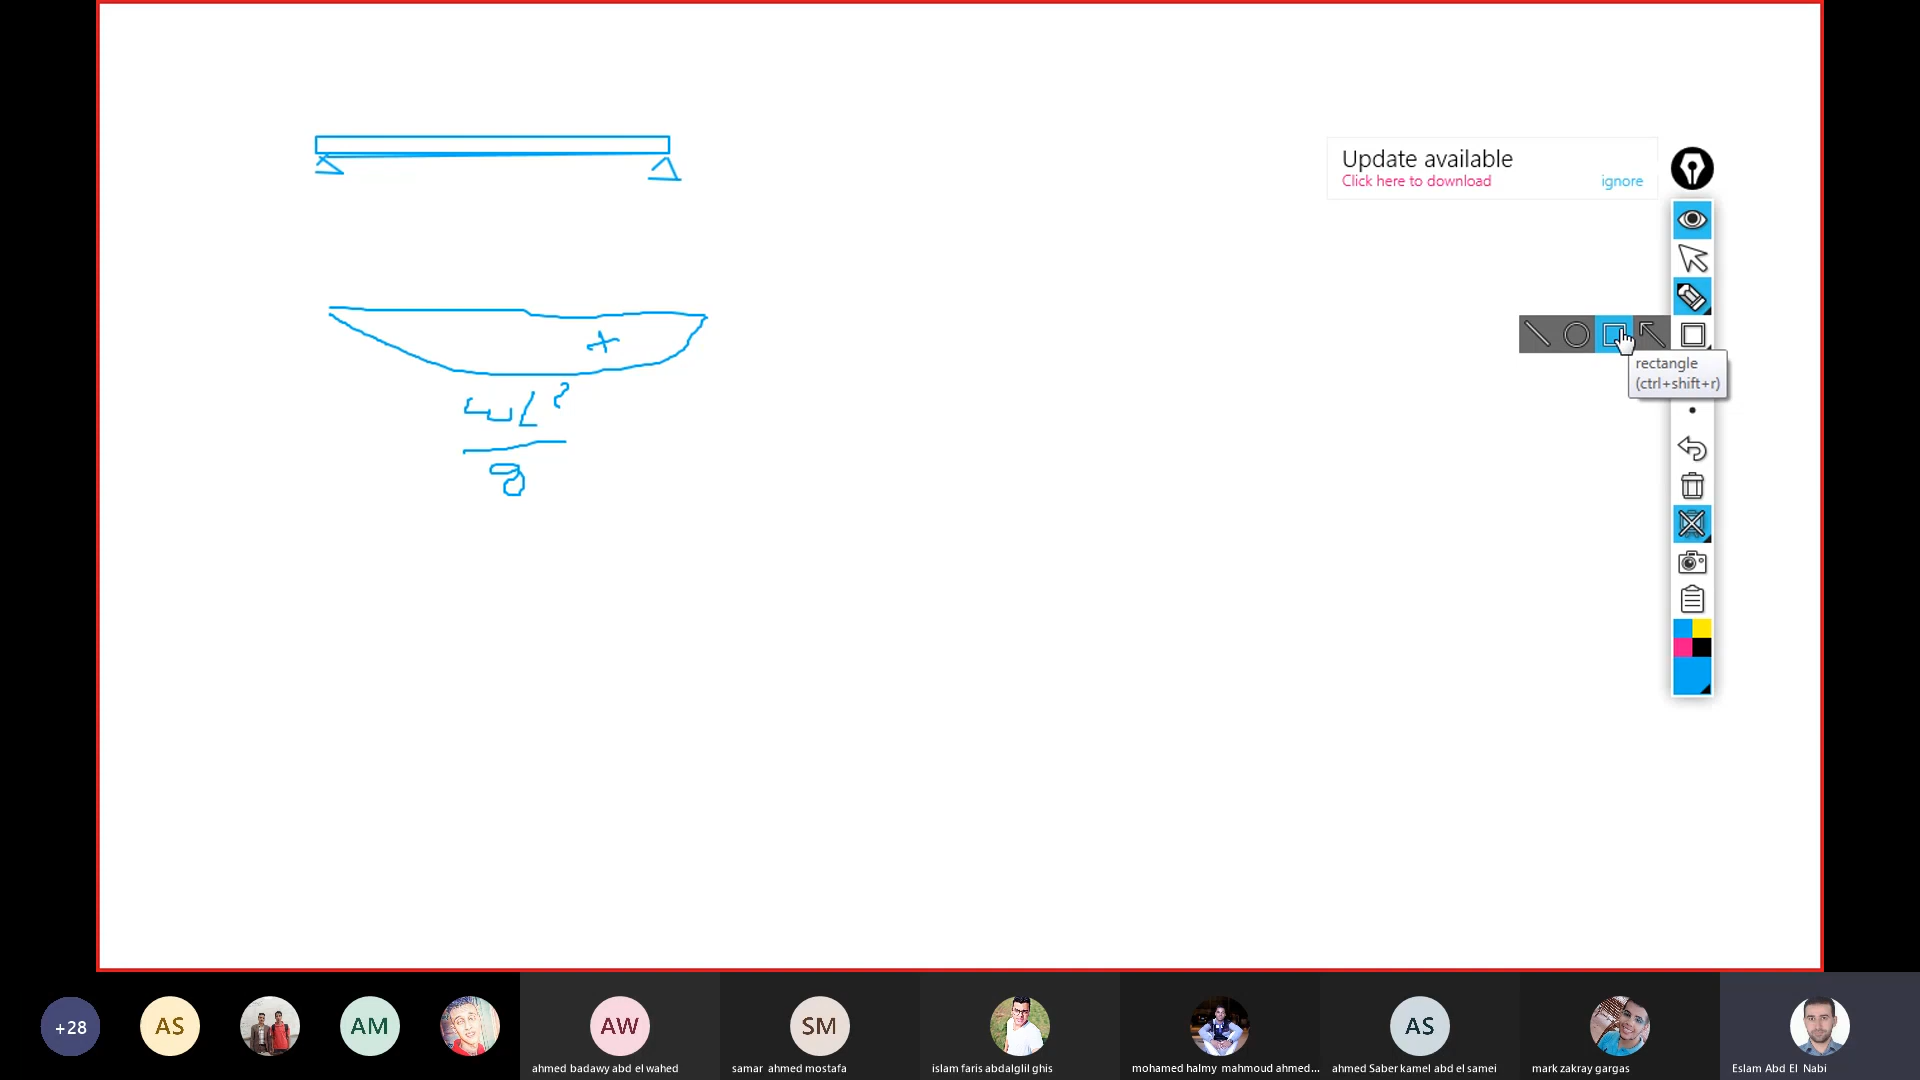 Update available
Click here to download
ignore
rectangle
(ctrl+shift+r)
+
WL²
8
+28
AS
AM
AW
SM
AS
ahmed badawy abd el wahed
samar ahmed mostafa
islam faris abdalglil ghis
mohamed halmy mahmoud ahmed...
ahmed Saber kamel abd el samei
mark zakray gargas
Eslam Abd El Nabi